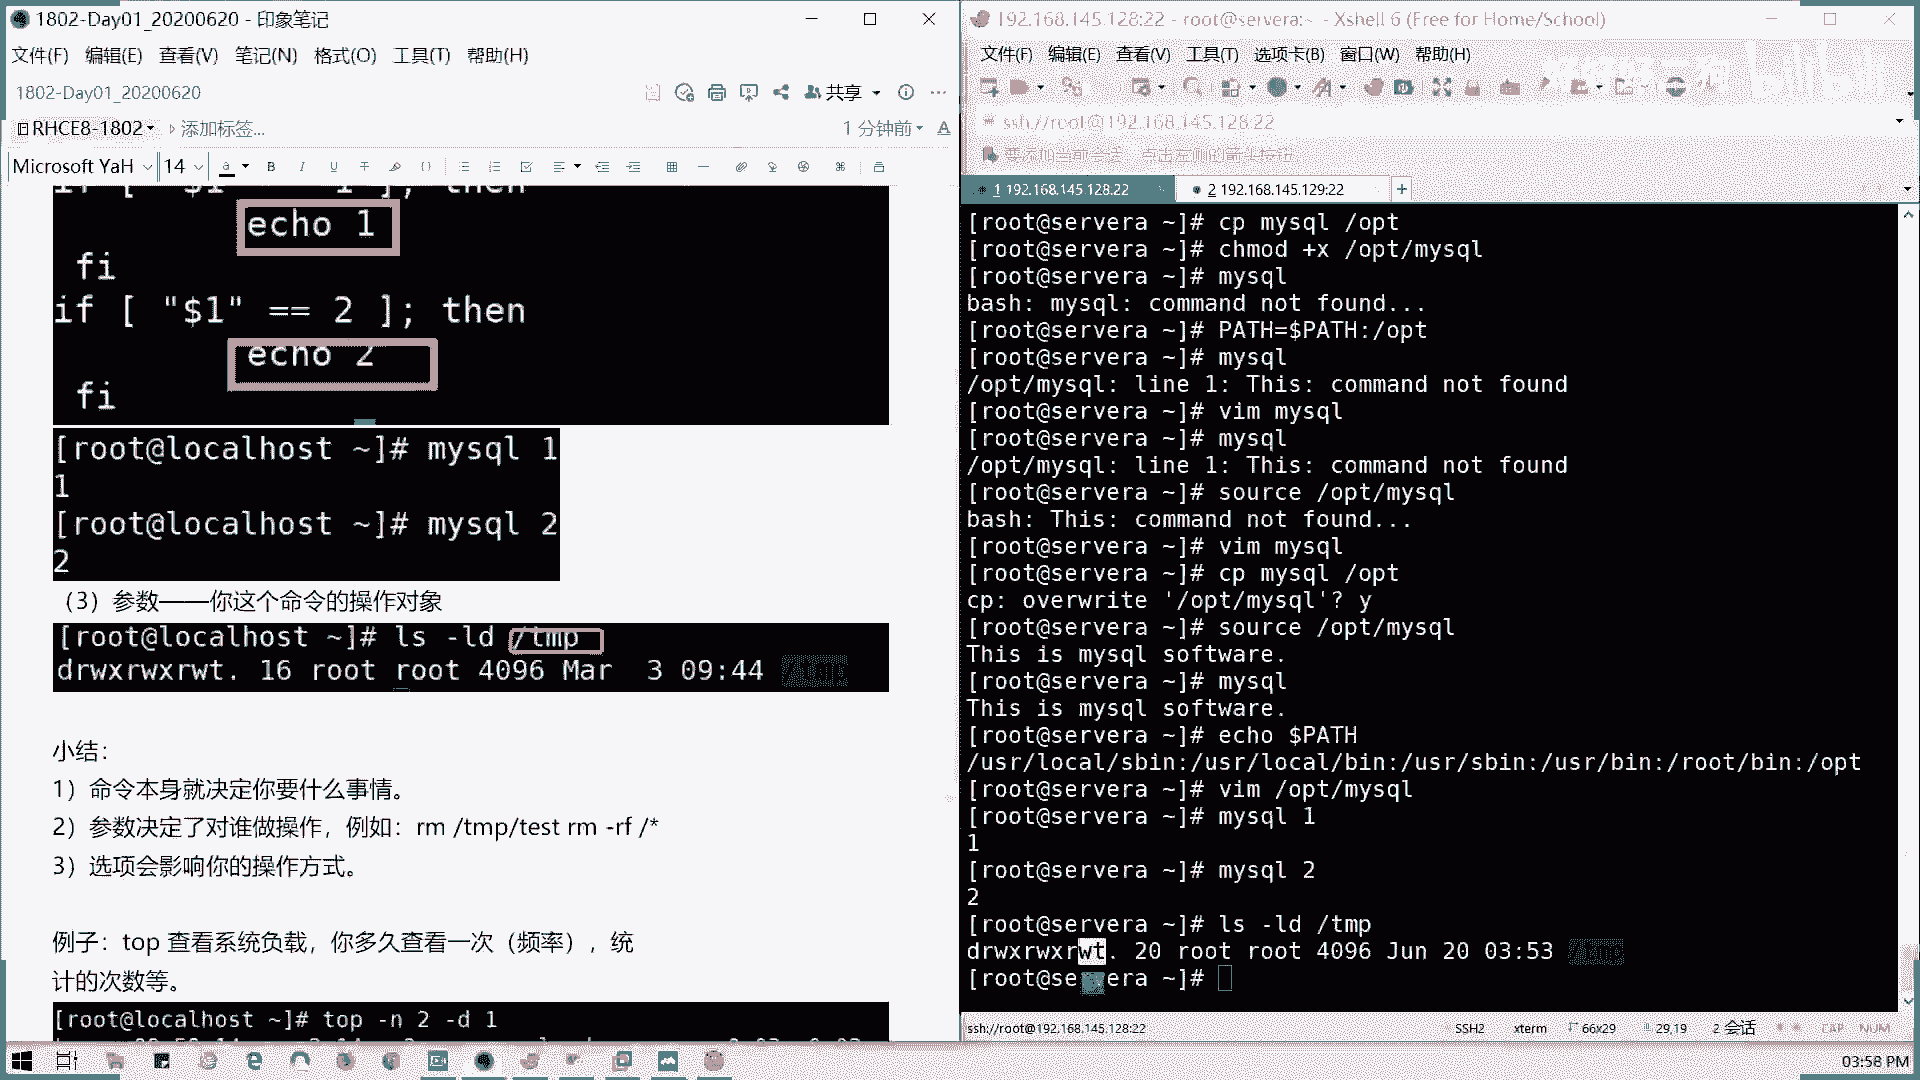 1802-Day01_20200620 - 印象笔记
文件(F) 编辑(E) 查看(V) 笔记(N) 格式(O) 工具(T) 帮助(H)
1802-Day01_20200620
共享
RHCE8-1802 添加标签...
1 分钟前
Microsoft YaH 14
echo 1
fi
if [ "$1" == 2 ]; then
echo 2
fi
[root@localhost ~]# mysql 1
1
[root@localhost ~]# mysql 2
2
（3）参数——你这个命令的操作对象
[root@localhost ~]# ls -ld /tmp
drwxrwxrwt. 16 root root 4096 Mar  3 09:44 /tmp
小结：
1）命令本身就决定你要什么事情。
2）参数决定了对谁做操作，例如：rm /tmp/test rm -rf /*
3）选项会影响你的操作方式。
例子：top 查看系统负载，你多久查看一次（频率），统
计的次数等。
[root@localhost ~]# top -n 2 -d 1
192.168.145.128:22 - root@servera:~ - Xshell 6 (Free for Home/School)
文件(F) 编辑(E) 查看(V) 工具(T) 选项卡(B) 窗口(W) 帮助(H)
ssh://root@192.168.145.128:22
要添加当前会话，点击左侧的箭头按钮。
1 192.168.145.128:22 2 192.168.145.129:22
[root@servera ~]# cp mysql /opt
[root@servera ~]# chmod +x /opt/mysql
[root@servera ~]# mysql
bash: mysql: command not found...
[root@servera ~]# PATH=$PATH:/opt
[root@servera ~]# mysql
/opt/mysql: line 1: This: command not found
[root@servera ~]# vim mysql
[root@servera ~]# mysql
/opt/mysql: line 1: This: command not found
[root@servera ~]# source /opt/mysql
bash: This: command not found...
[root@servera ~]# vim mysql
[root@servera ~]# cp mysql /opt
cp: overwrite '/opt/mysql'? y
[root@servera ~]# source /opt/mysql
This is mysql software.
[root@servera ~]# mysql
This is mysql software.
[root@servera ~]# echo $PATH
/usr/local/sbin:/usr/local/bin:/usr/sbin:/usr/bin:/root/bin:/opt
[root@servera ~]# vim /opt/mysql
[root@servera ~]# mysql 1
1
[root@servera ~]# mysql 2
2
[root@servera ~]# ls -ld /tmp
drwxrwxrwt. 20 root root 4096 Jun 20 03:53 /tmp
[root@servera ~]#
ssh://root@192.168.145.128:22 SSH2 xterm 66x29 29,19 2 会话 CAP NUM
03:58 PM